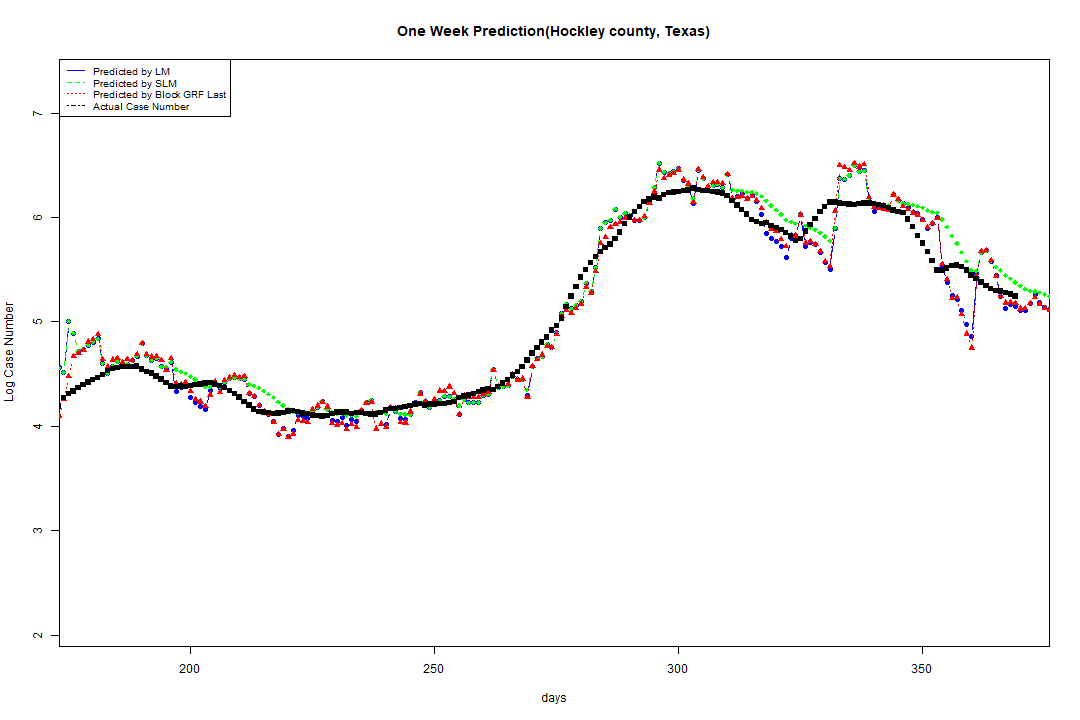 One Week Prediction(Hockley county, Texas)
Predicted by LM
Predicted by SLM
Predicted by Block GRF Last
Actual Case Number
7
6
5
4
3
2
Log Case Number
200 250 300 350
days